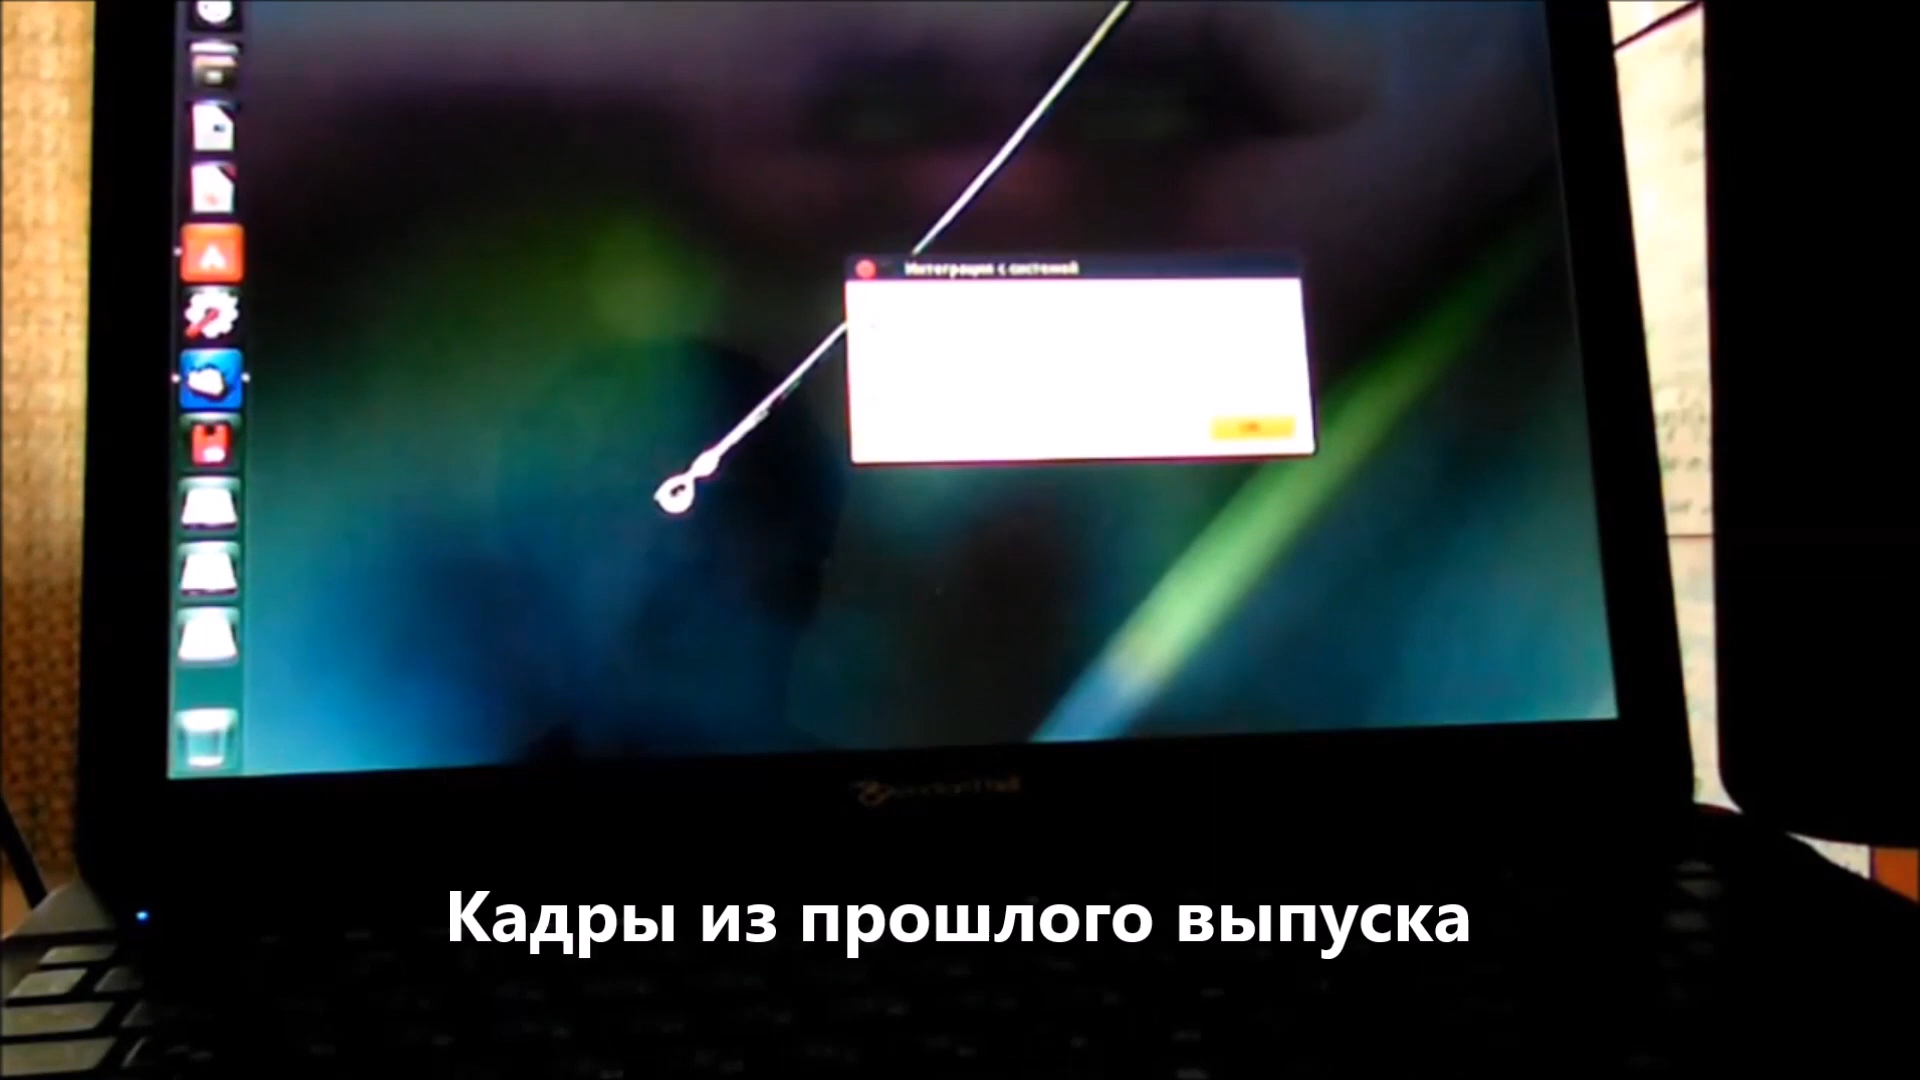 Интеграция с системой
Кадры из прошлого выпуска